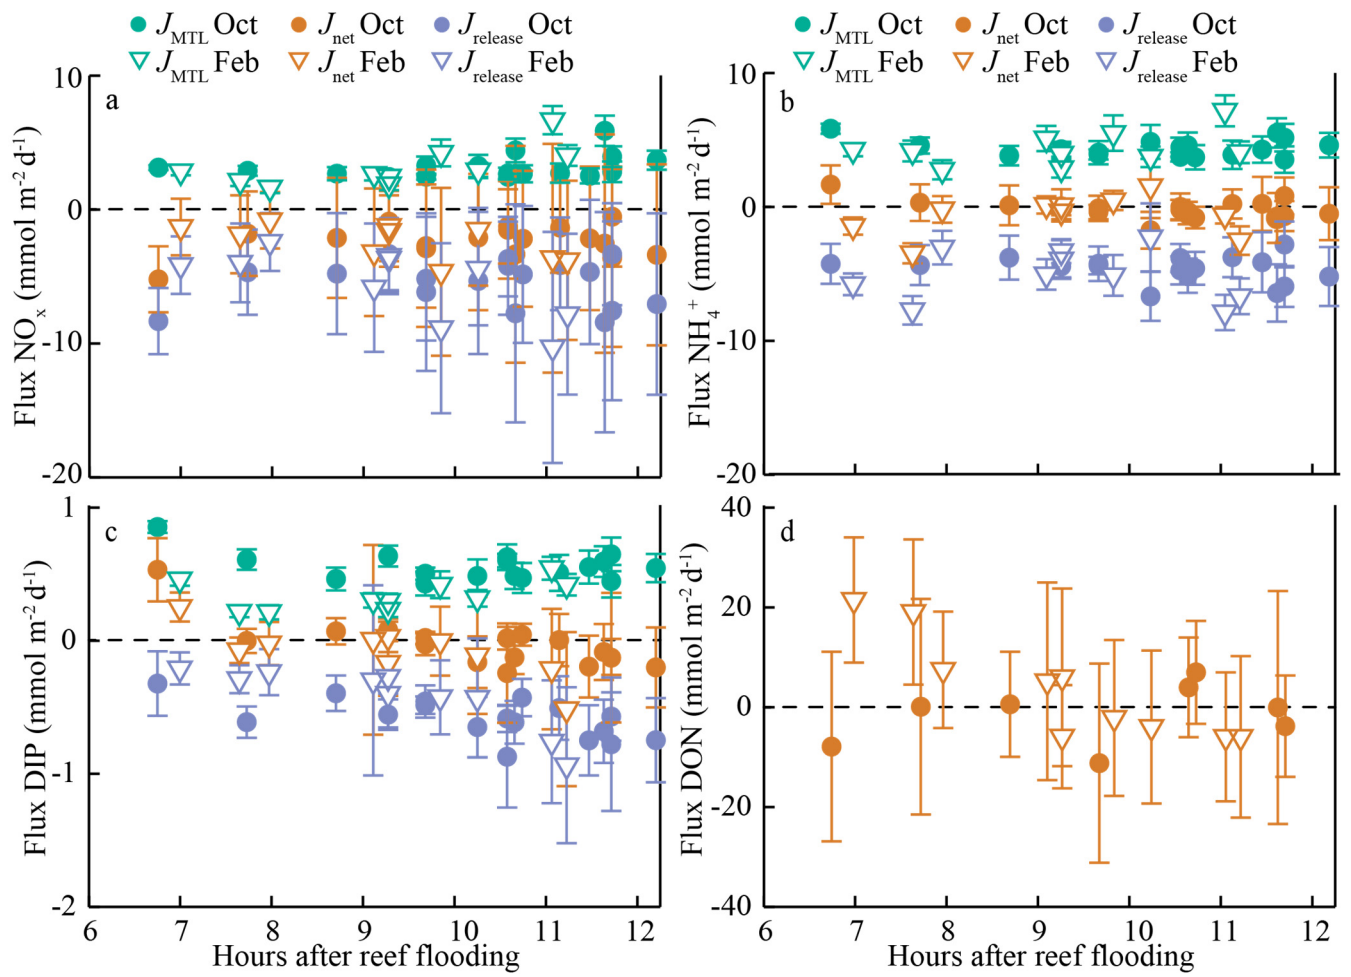 J_MTL Oct J_net Oct J_release Oct
J_MTL Feb J_net Feb J_release Feb
J_MTL Oct J_net Oct J_release Oct
J_MTL Feb J_net Feb J_release Feb
a
10
0
-10
-20
Flux NOₓ (mmol m⁻² d⁻¹)
b
10
0
-10
-20
Flux NH₄⁺ (mmol m⁻² d⁻¹)
c
1
0
-1
-2
Flux DIP (mmol m⁻² d⁻¹)
6 7 8 9 10 11 12
Hours after reef flooding
d
40
20
0
-20
-40
Flux DON (mmol m⁻² d⁻¹)
6 7 8 9 10 11 12
Hours after reef flooding